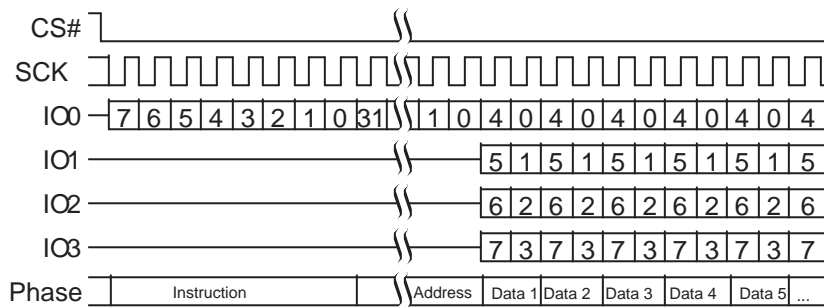 CS#
SCK
IO0 7 6 5 4 3 2 1 0 31 1 0 4 0 4 0 4 0 4 0 4 0 4
IO1 5 1 5 1 5 1 5 1 5 1 5
IO2 6 2 6 2 6 2 6 2 6 2 6
IO3 7 3 7 3 7 3 7 3 7 3 7
Phase Instruction Address Data 1 Data 2 Data 3 Data 4 Data 5 ...